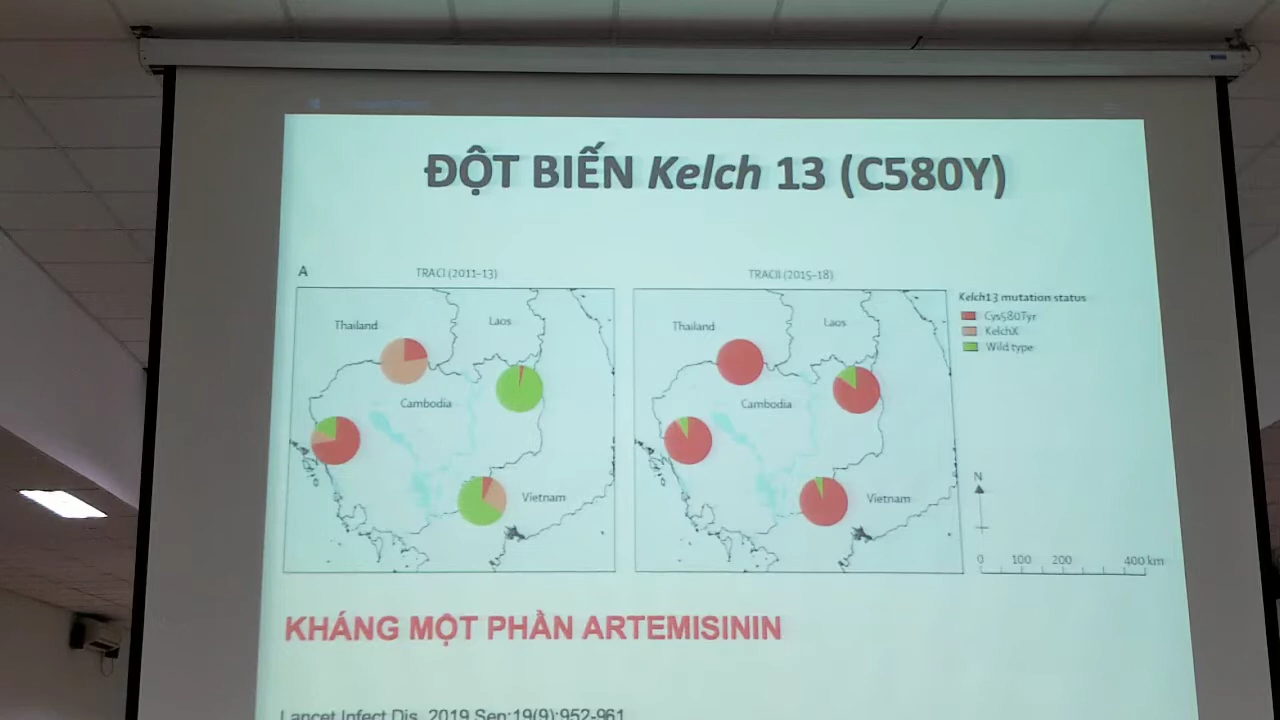 ĐỘT BIẾN Kelch 13 (C580Y)
A
TRACI (2011–13)
TRACII (2015–18)
Thailand
Laos
Cambodia
Vietnam
Thailand
Laos
Cambodia
Vietnam
Kelch13 mutation status
Cys580Tyr
KelchX
Wild type
N
0 100 200 400 km
KHÁNG MỘT PHẦN ARTEMISININ
Lancet Infect Dis. 2019 Sep;19(9):952-961